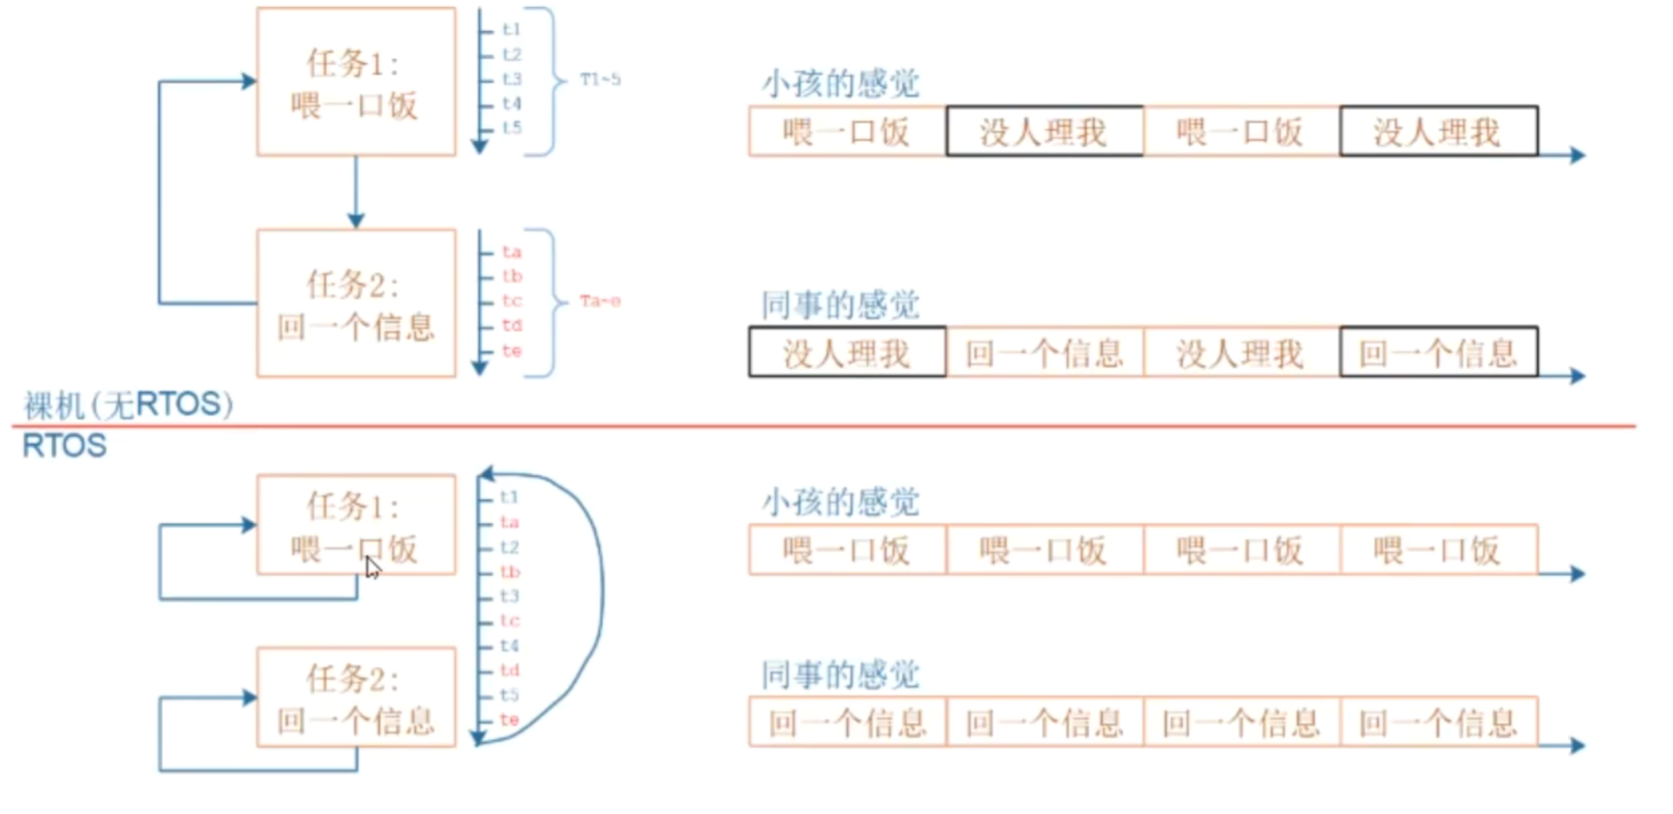 任务1:
喂一口饭
t1
t2
t3
t4
t5
T1~5
小孩的感觉
喂一口饭 没人理我 喂一口饭 没人理我
任务2:
回一个信息
ta
tb
tc
td
te
Ta~e
同事的感觉
没人理我 回一个信息 没人理我 回一个信息
裸机(无RTOS)
RTOS
任务1:
喂一口饭
t1
ta
t2
tb
t3
tc
t4
td
t5
te
小孩的感觉
喂一口饭 喂一口饭 喂一口饭 喂一口饭
任务2:
回一个信息
同事的感觉
回一个信息 回一个信息 回一个信息 回一个信息